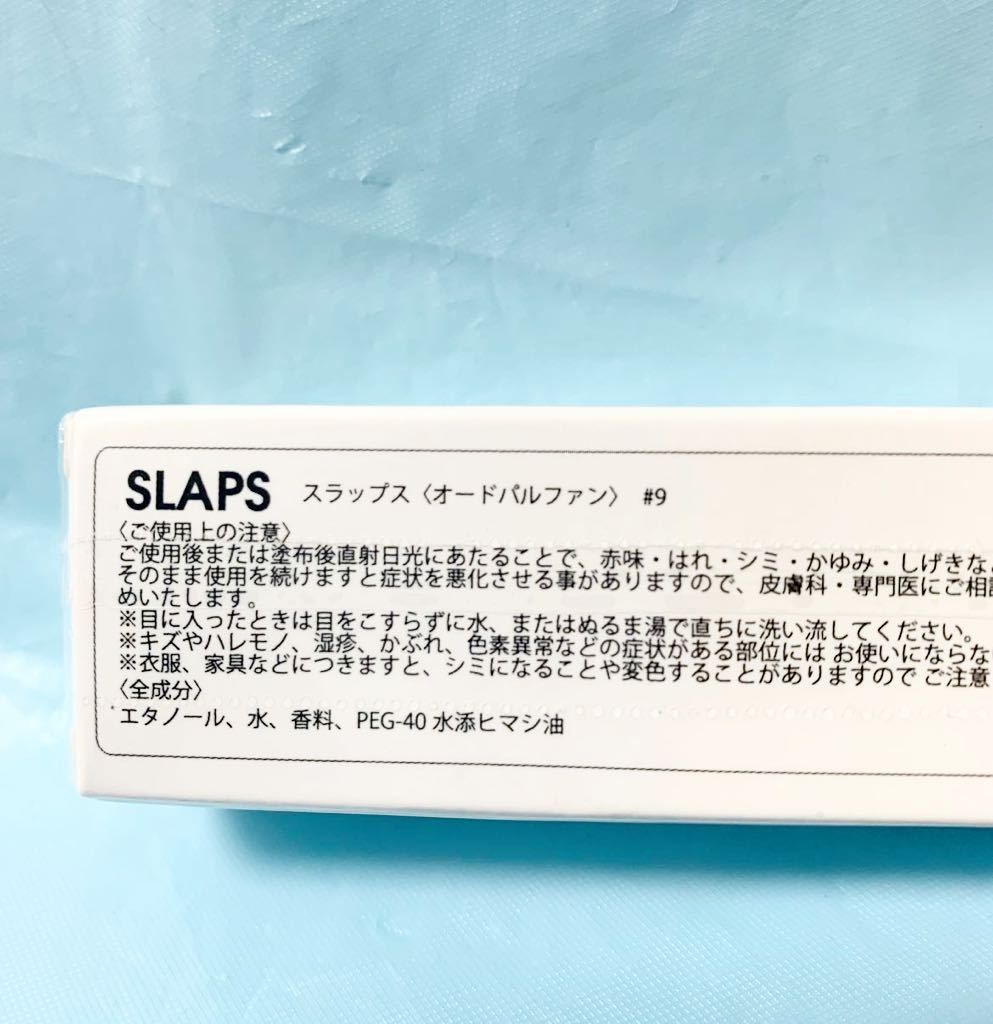 SLAPS スラップス〈オードパルファン〉 #9
〈ご使用上の注意〉
ご使用後または塗布後直射日光にあたることで、赤味・はれ・シミ・かゆみ・しげきなど
そのまま使用を続けますと症状を悪化させる事がありますので、皮膚科・専門医にご相談
めいたします。
※目に入ったときは目をこすらずに水、またはぬるま湯で直ちに洗い流してください。
※キズやハレモノ、湿疹、かぶれ、色素異常などの症状がある部位には お使いにならな
※衣服、家具などにつきますと、シミになることや変色することがありますので ご注意
〈全成分〉
エタノール、水、香料、PEG-40 水添ヒマシ油